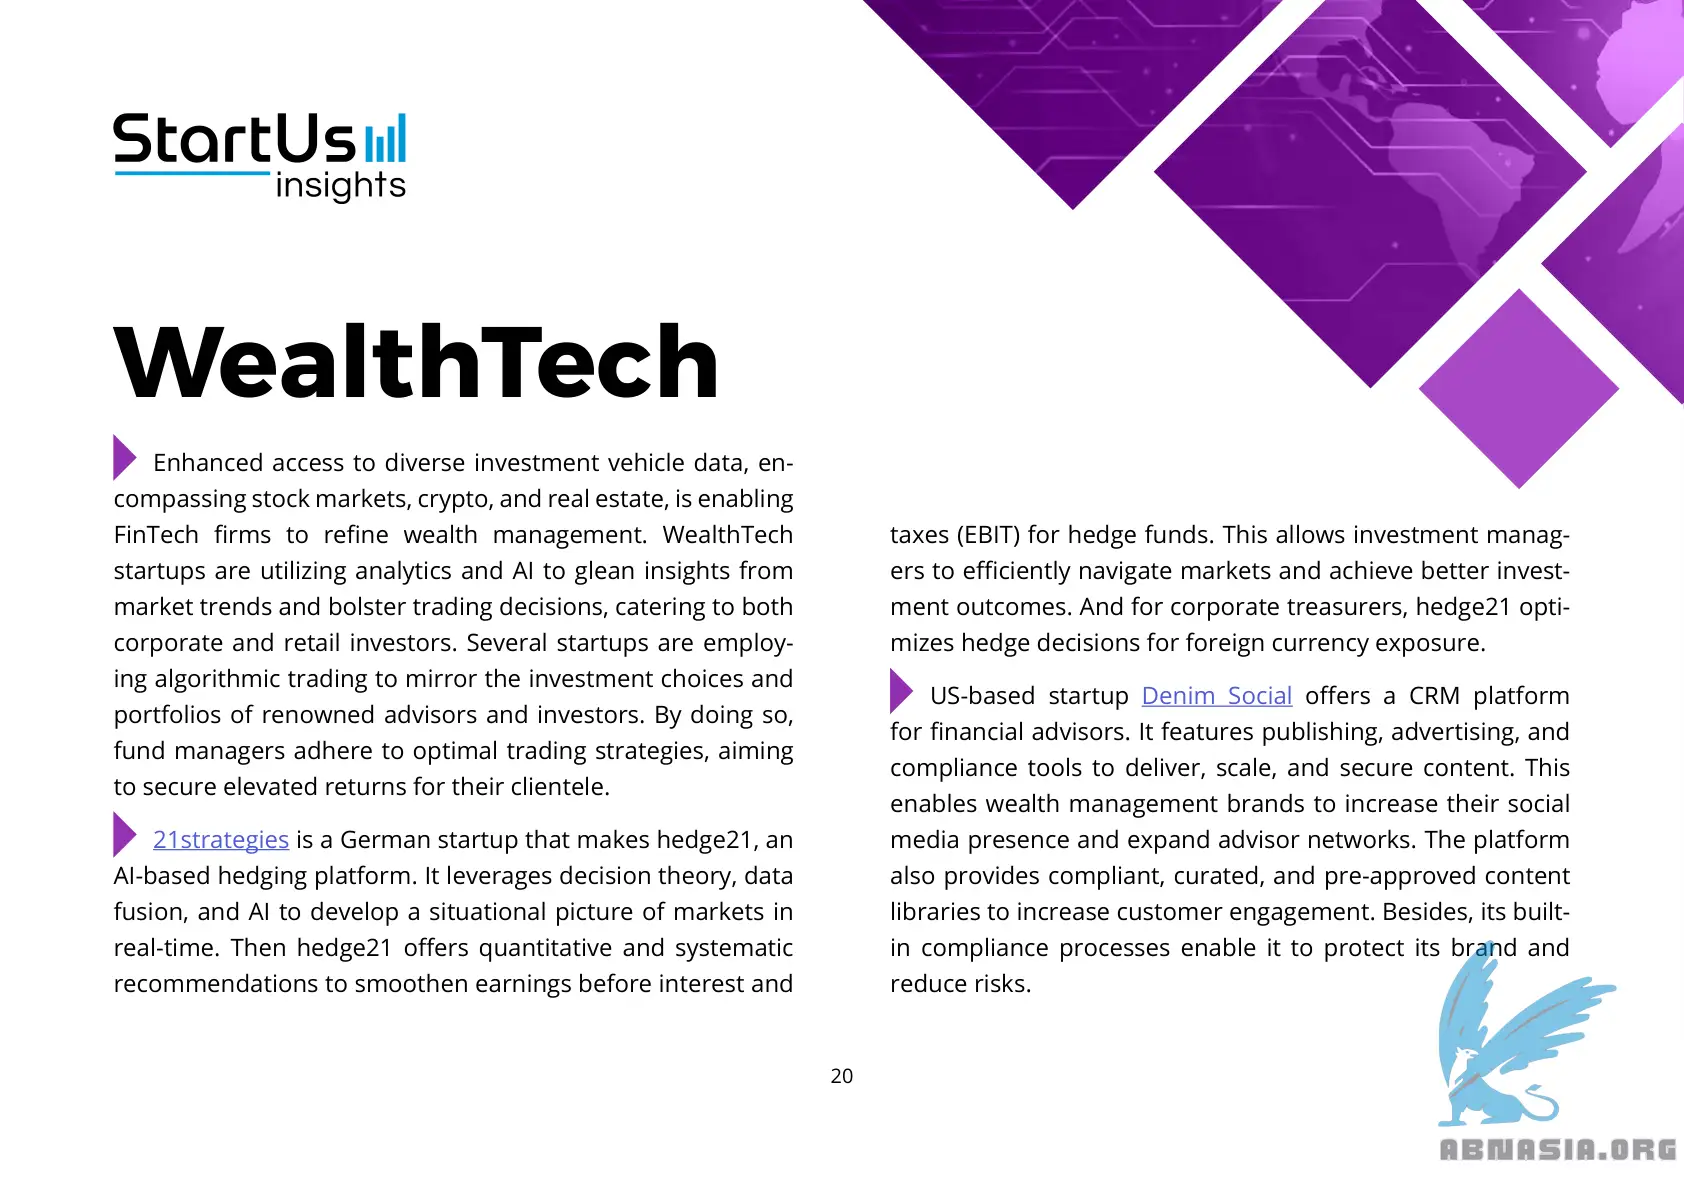 StartUs
insights
WealthTech
Enhanced access to diverse investment vehicle data, en-
compassing stock markets, crypto, and real estate, is enabling
FinTech firms to refine wealth management. WealthTech
startups are utilizing analytics and AI to glean insights from
market trends and bolster trading decisions, catering to both
corporate and retail investors. Several startups are employ-
ing algorithmic trading to mirror the investment choices and
portfolios of renowned advisors and investors. By doing so,
fund managers adhere to optimal trading strategies, aiming
to secure elevated returns for their clientele.
21strategies is a German startup that makes hedge21, an
AI-based hedging platform. It leverages decision theory, data
fusion, and AI to develop a situational picture of markets in
real-time. Then hedge21 offers quantitative and systematic
recommendations to smoothen earnings before interest and
taxes (EBIT) for hedge funds. This allows investment manag-
ers to efficiently navigate markets and achieve better invest-
ment outcomes. And for corporate treasurers, hedge21 opti-
mizes hedge decisions for foreign currency exposure.
US-based startup Denim Social offers a CRM platform
for financial advisors. It features publishing, advertising, and
compliance tools to deliver, scale, and secure content. This
enables wealth management brands to increase their social
media presence and expand advisor networks. The platform
also provides compliant, curated, and pre-approved content
libraries to increase customer engagement. Besides, its built-
in compliance processes enable it to protect its brand and
reduce risks.
20
ABNASIA.ORG